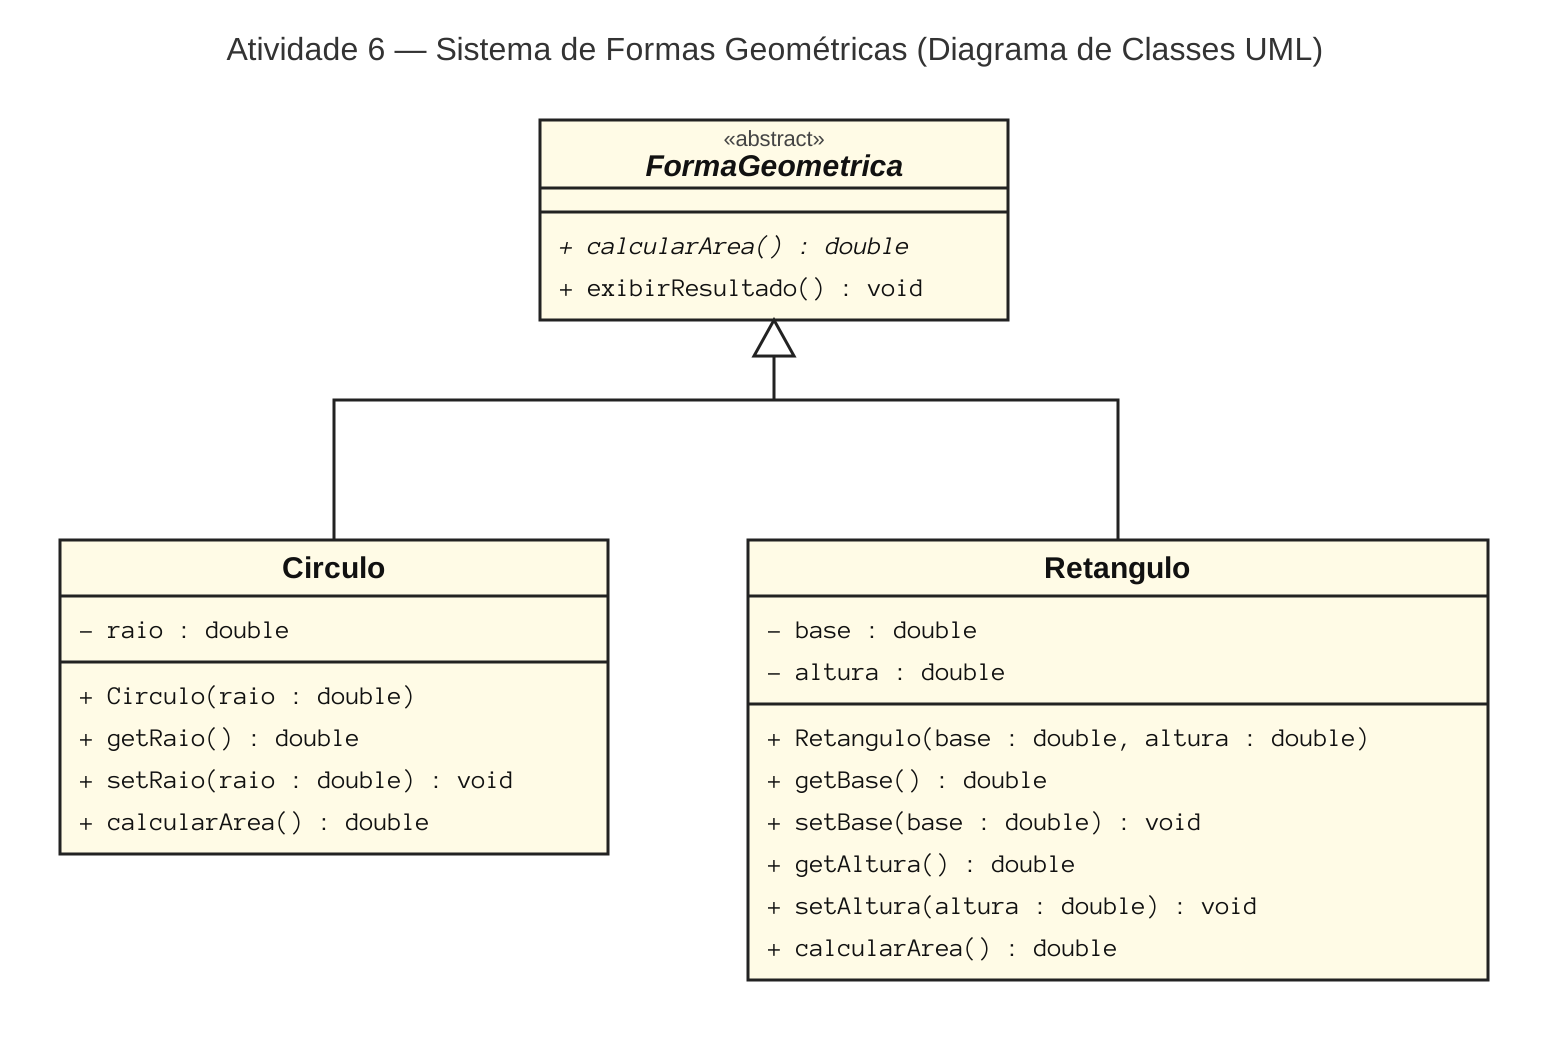 Atividade 6 — Sistema de Formas Geométricas (Diagrama de Classes UML)
«abstract»
FormaGeometrica
+ calcularArea() : double
+ exibirResultado() : void
Circulo
– raio : double
+ Circulo(raio : double)
+ getRaio() : double
+ setRaio(raio : double) : void
+ calcularArea() : double
Retangulo
– base : double
– altura : double
+ Retangulo(base : double, altura : double)
+ getBase() : double
+ setBase(base : double) : void
+ getAltura() : double
+ setAltura(altura : double) : void
+ calcularArea() : double